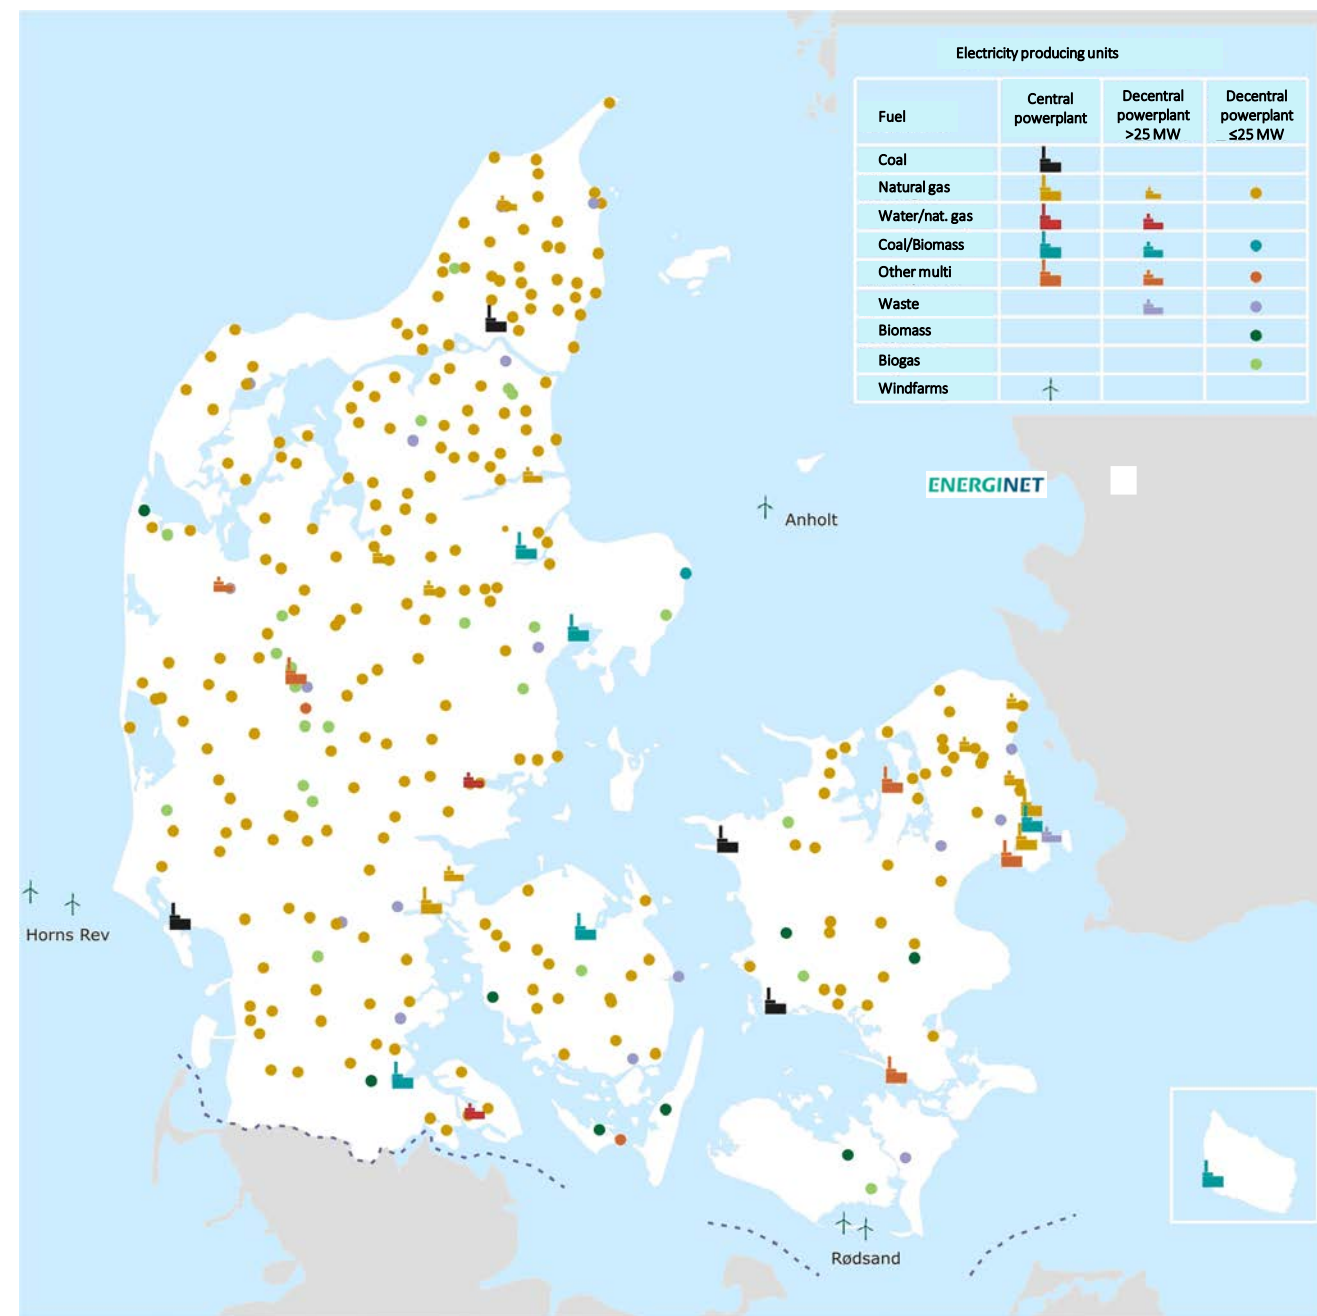 Electricity producing units
Fuel
Central
powerplant
Decentral
powerplant
>25 MW
Decentral
powerplant
_ ≤25 MW
Coal
Natural gas
Water/nat. gas
Coal/Biomass
Other multi
Waste
Biomass
Biogas
Windfarms
ENERGINET
Anholt
Horns Rev
Rødsand